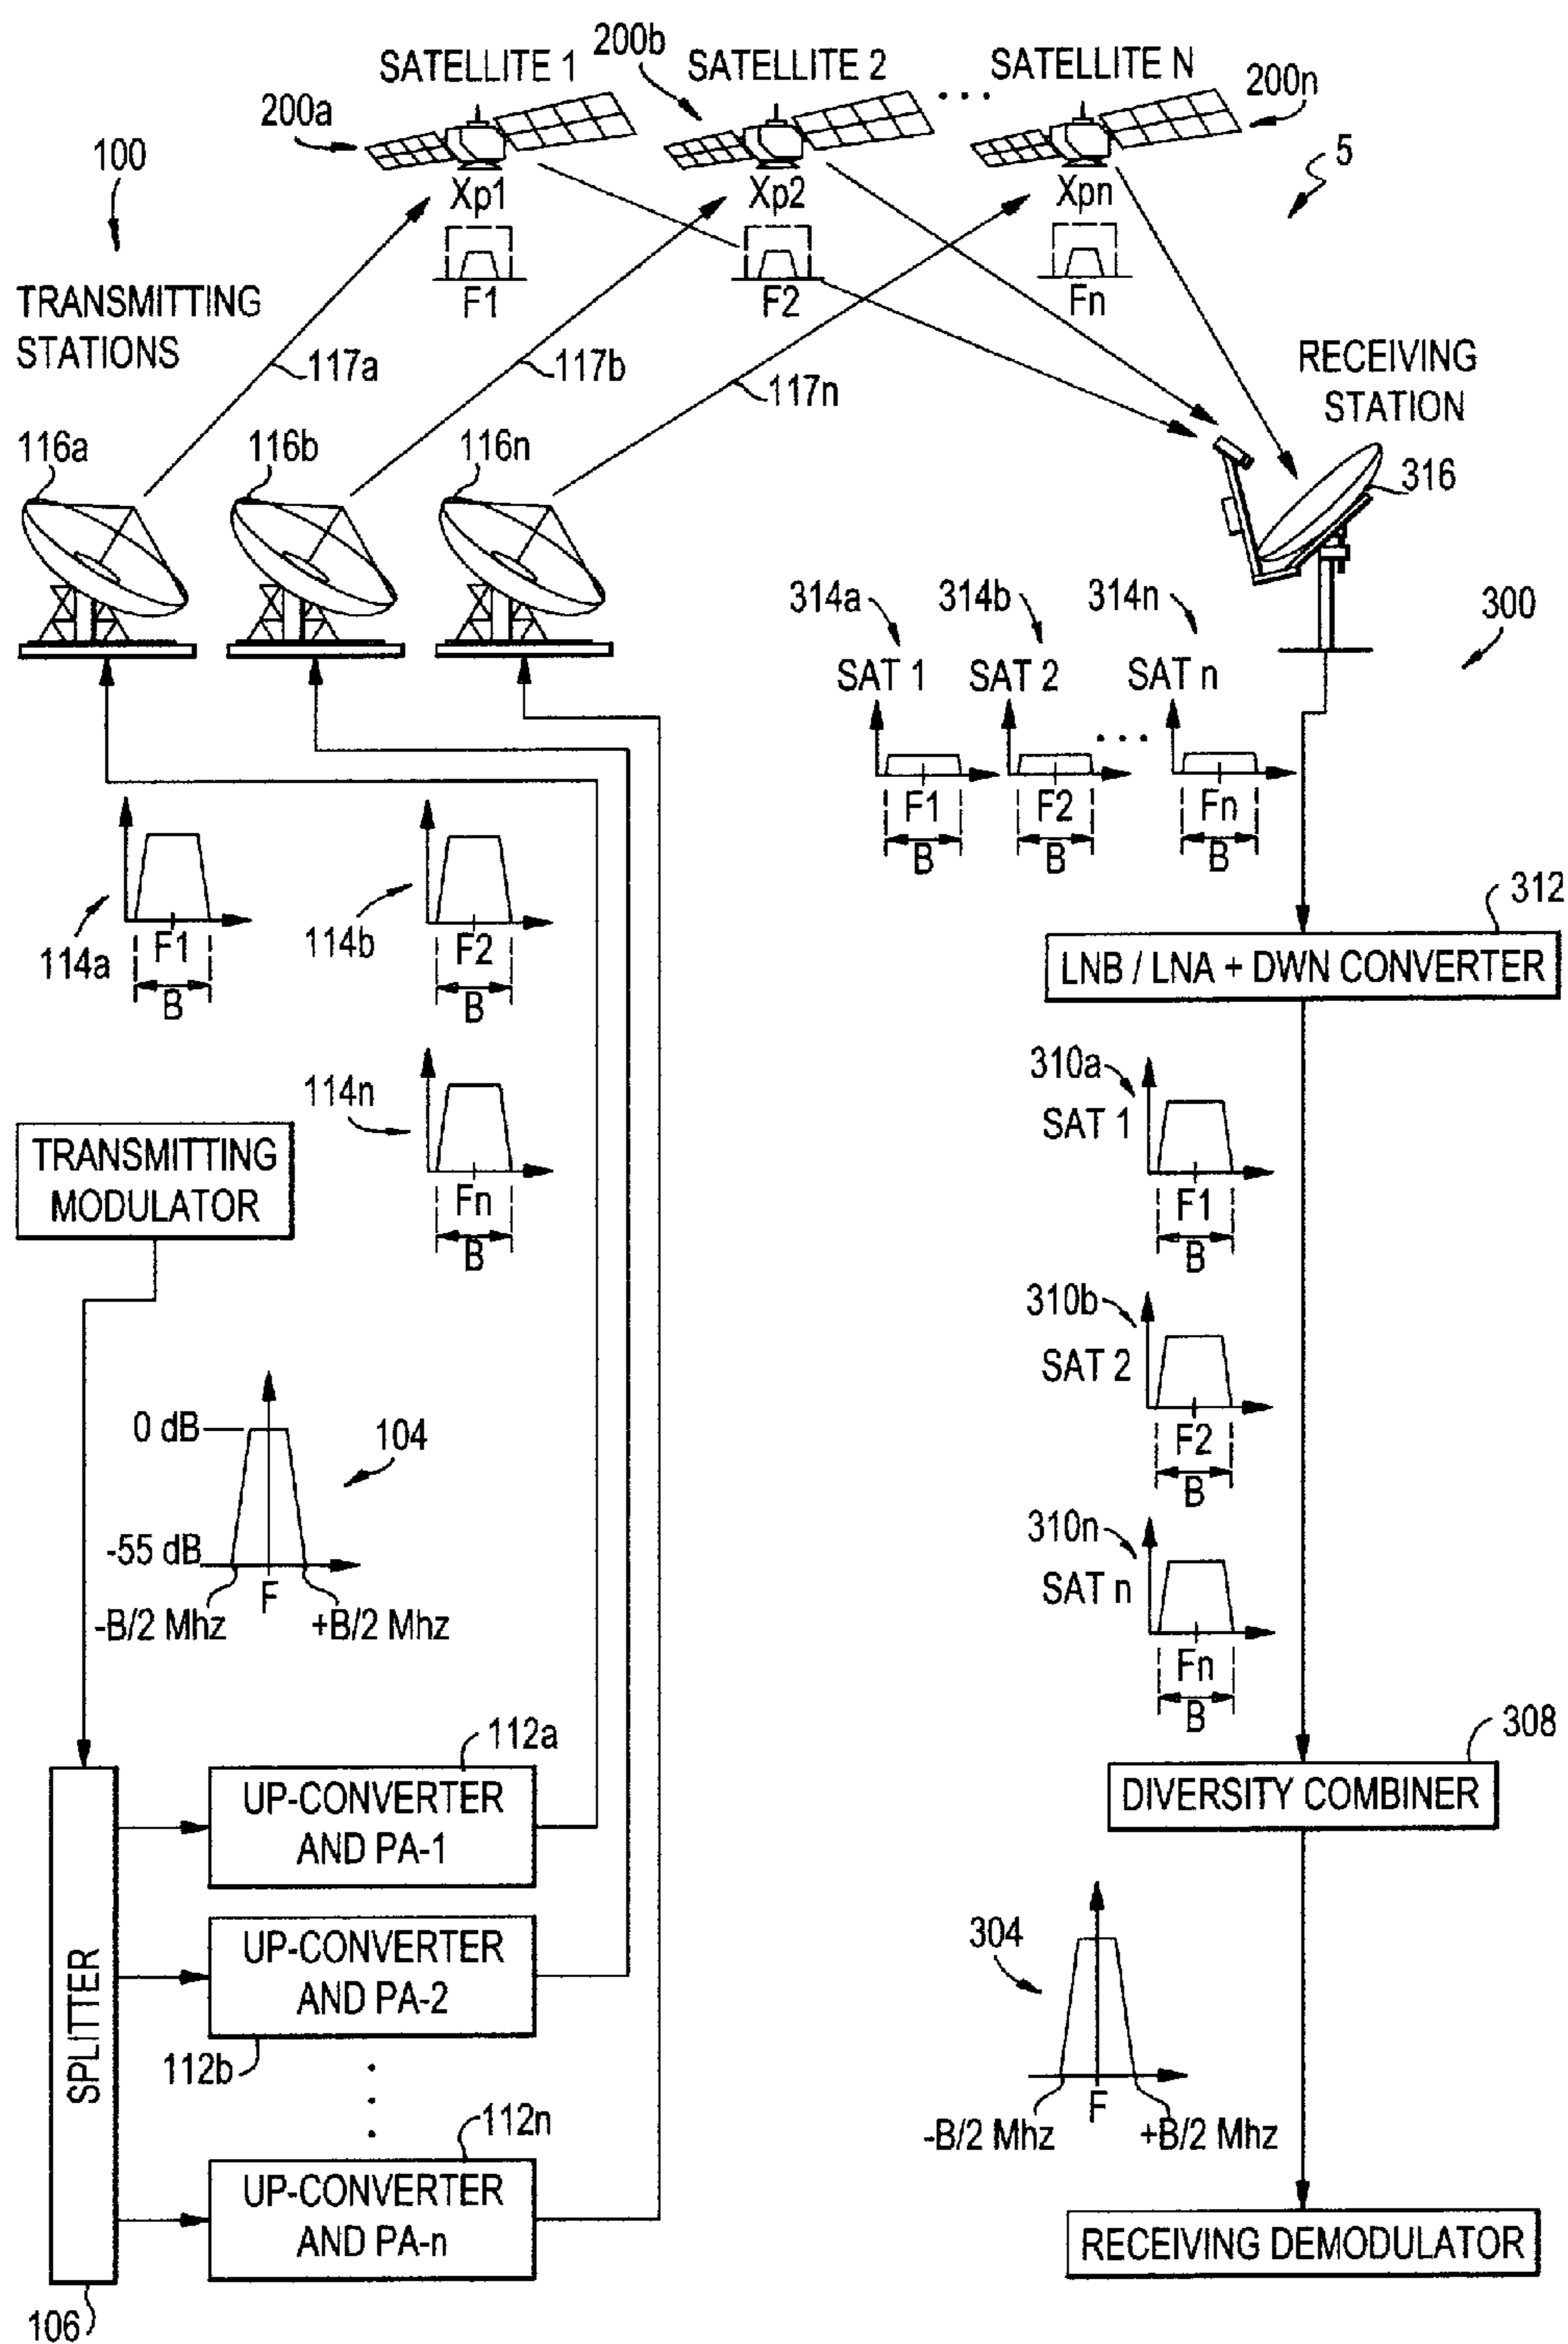 SATELLITE 1
200b
SATELLITE 2
SATELLITE N
200a
...
200n
100
5
Xp1
Xp2
Xpn
F1
F2
Fn
TRANSMITTING
STATIONS
117a
117b
117n
RECEIVING
STATION
116a
116b
116n
316
314a
314b
314n
300
SAT 1
SAT 2
SAT n
...
F1
F2
Fn
B
B
B
114a
F1
B
114b
F2
B
312
LNB / LNA + DWN CONVERTER
114n
Fn
B
310a
SAT 1
F1
B
TRANSMITTING
MODULATOR
310b
SAT 2
F2
B
0 dB
104
-55 dB
F
-B/2 Mhz
+B/2 Mhz
310n
SAT n
Fn
B
308
DIVERSITY COMBINER
112a
UP-CONVERTER
AND PA-1
UP-CONVERTER
AND PA-2
112b
SPLITTER
112n
UP-CONVERTER
AND PA-n
106
304
F
-B/2 Mhz
+B/2 Mhz
RECEIVING DEMODULATOR